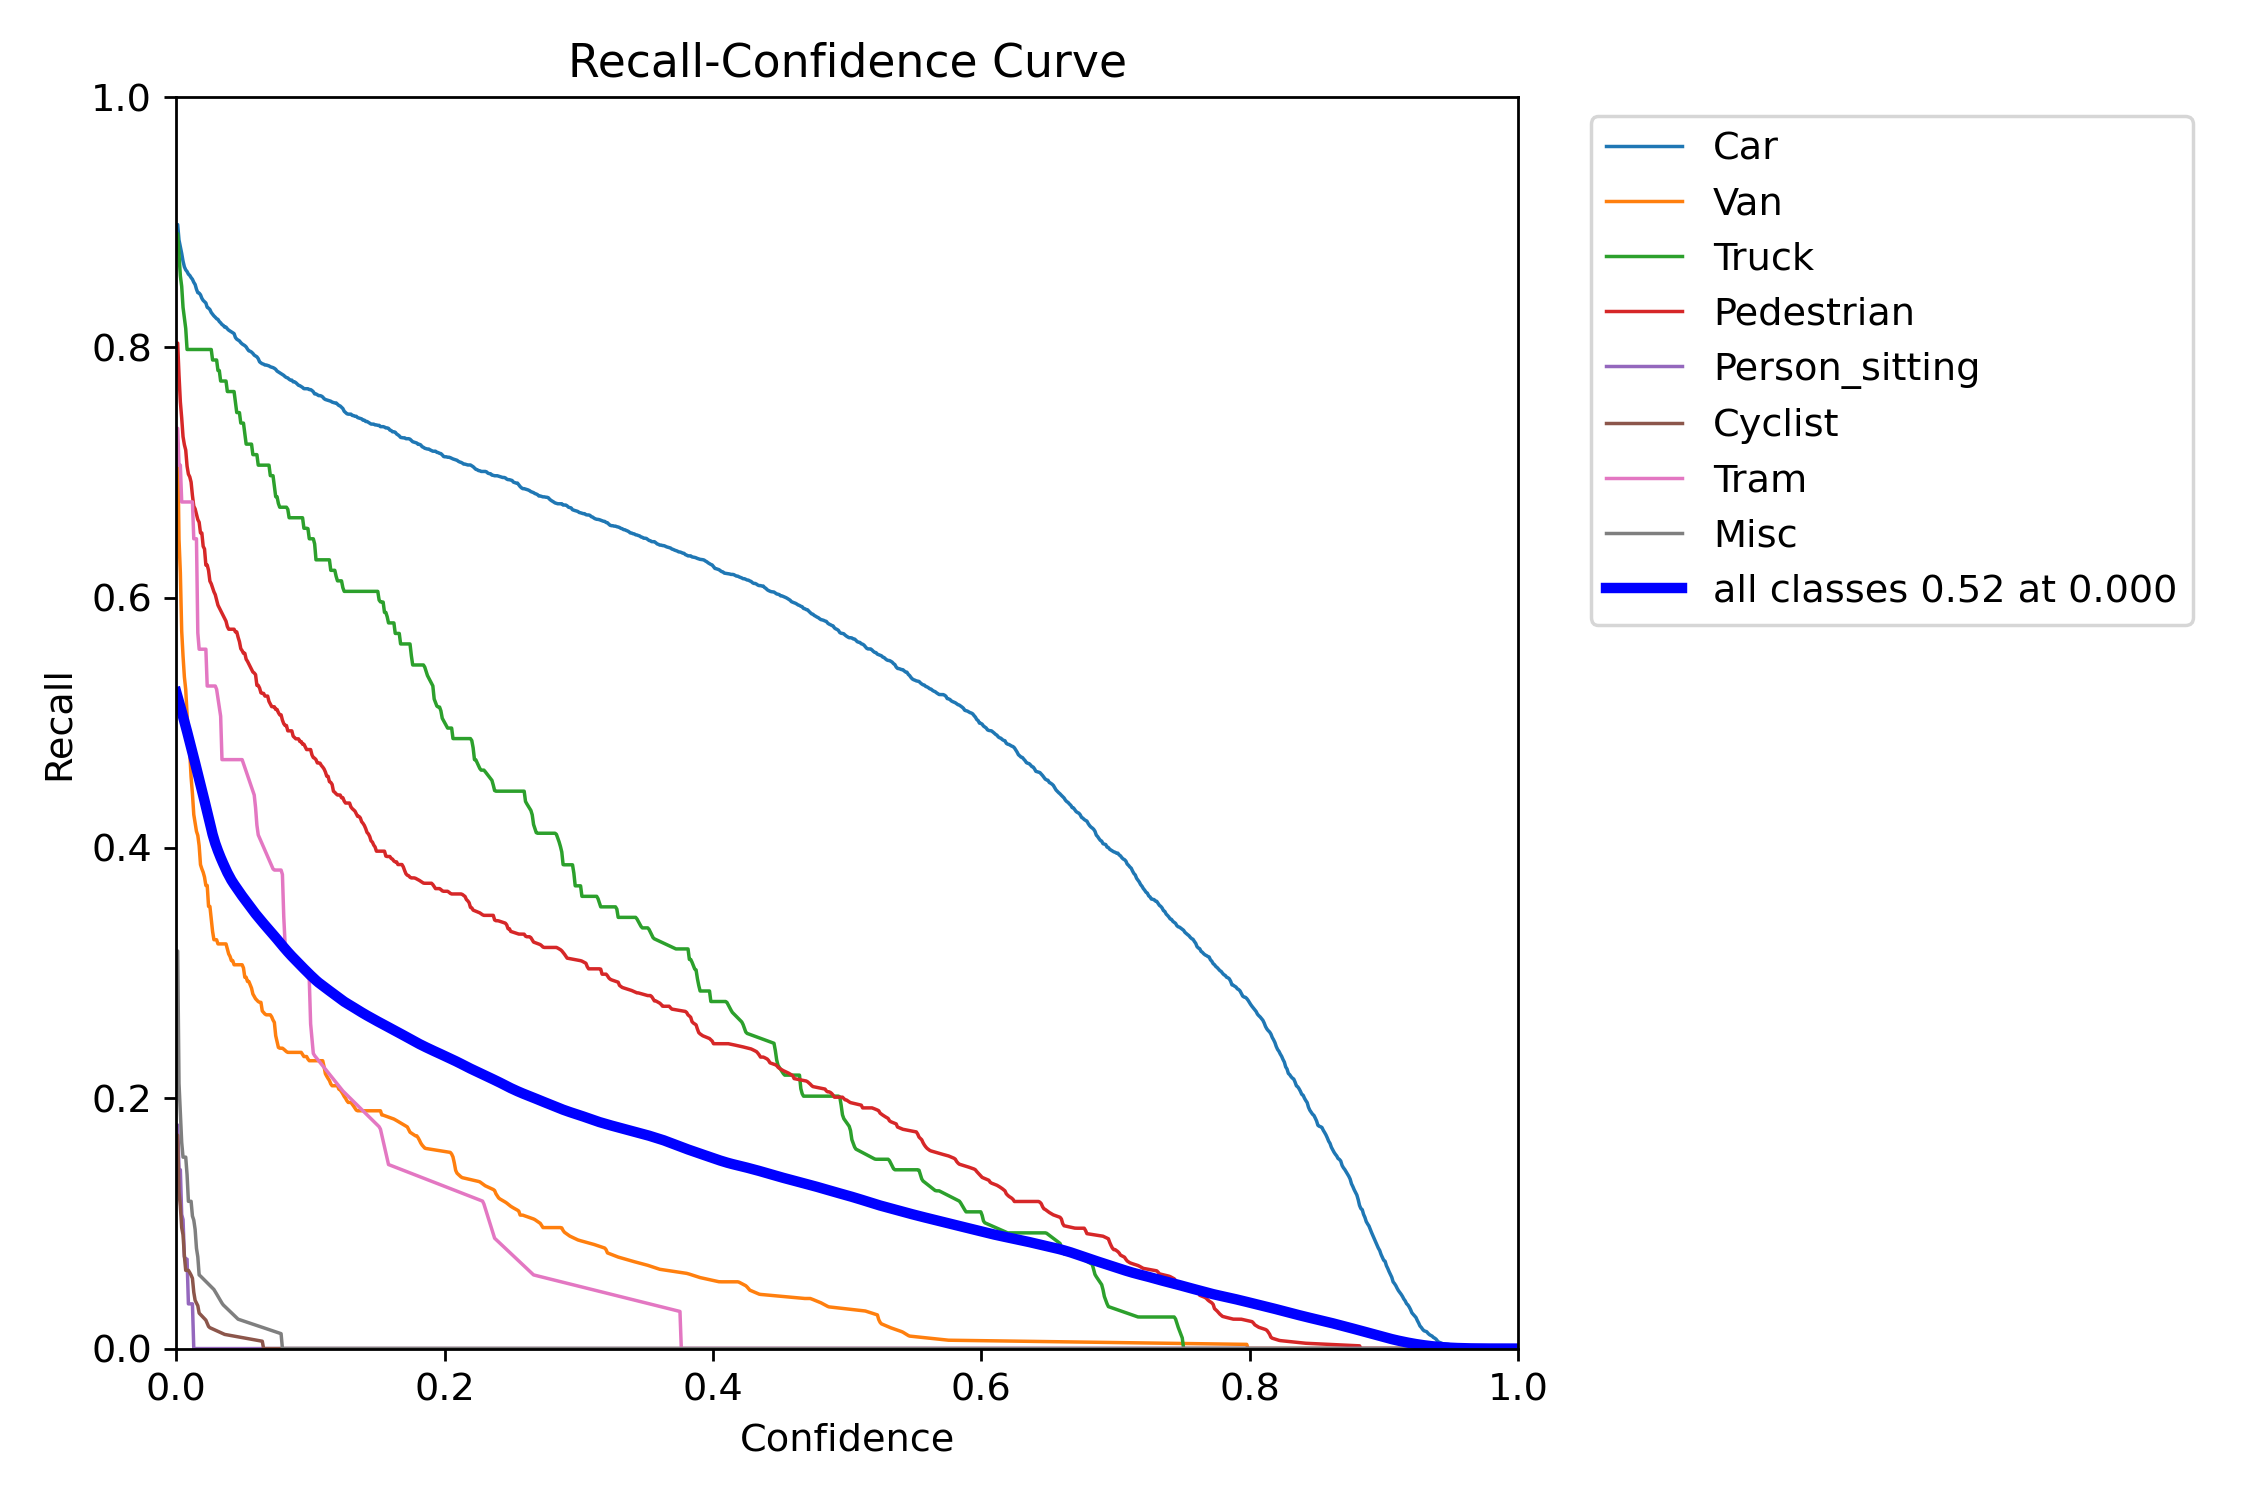 Recall-Confidence Curve
1.0
0.8
0.6
0.4
0.2
0.0
Recall
0.0 0.2 0.4 0.6 0.8 1.0
Confidence
Car
Van
Truck
Pedestrian
Person_sitting
Cyclist
Tram
Misc
all classes 0.52 at 0.000